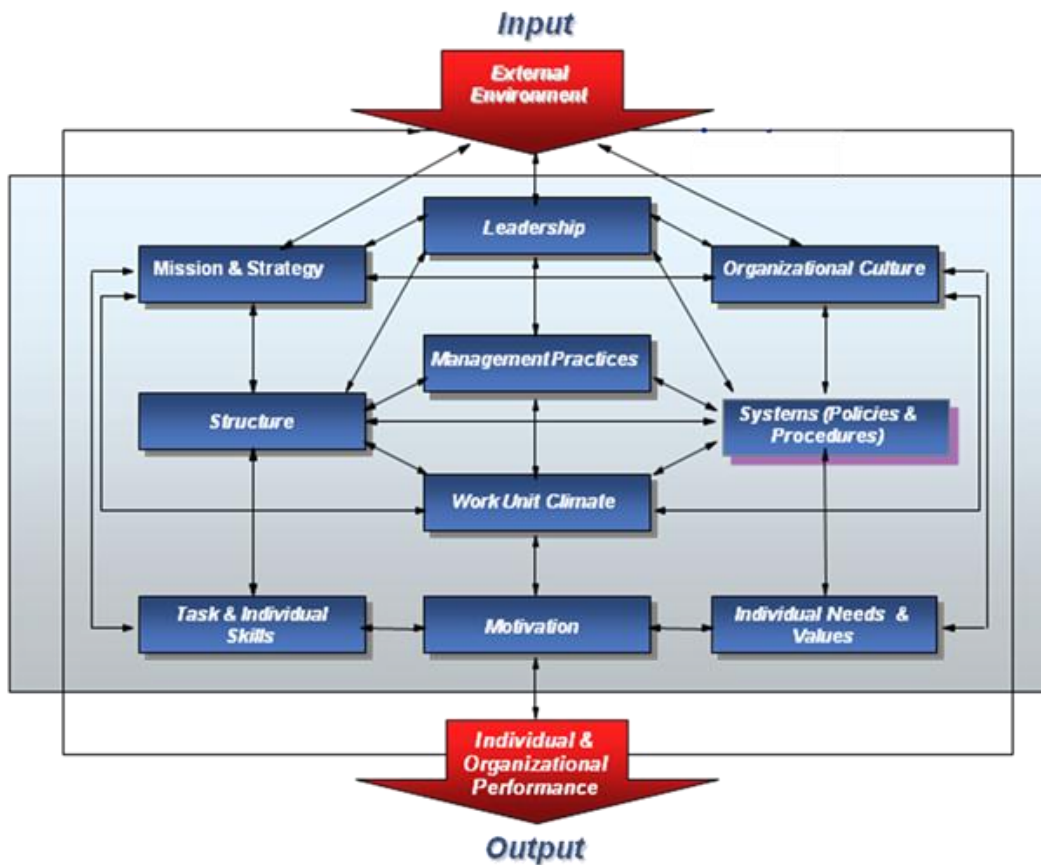 Input
External
Environment
Leadership
Mission & Strategy
Organizational Culture
Management Practices
Structure
Systems (Policies &
Procedures)
Work Unit Climate
Task & Individual
Skills
Motivation
Individual Needs &
Values
Individual &
Organizational
Performance
Output